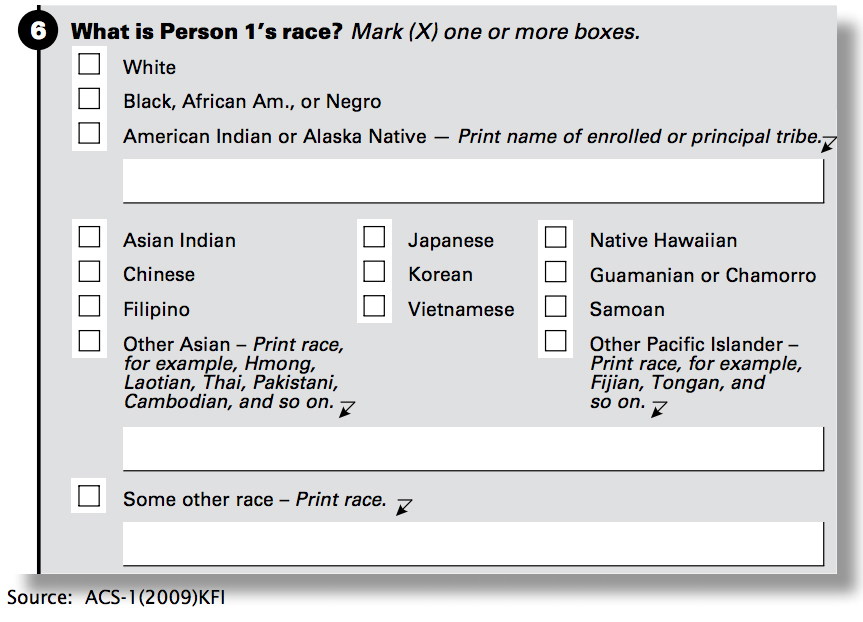 6 What is Person 1's race? Mark (X) one or more boxes.
White
Black, African Am., or Negro
American Indian or Alaska Native — Print name of enrolled or principal tribe.
Asian Indian
Chinese
Filipino
Other Asian – Print race,
for example, Hmong,
Laotian, Thai, Pakistani,
Cambodian, and so on.
Japanese
Korean
Vietnamese
Native Hawaiian
Guamanian or Chamorro
Samoan
Other Pacific Islander –
Print race, for example,
Fijian, Tongan, and
so on.
Some other race – Print race.
Source: ACS-1(2009)KFI